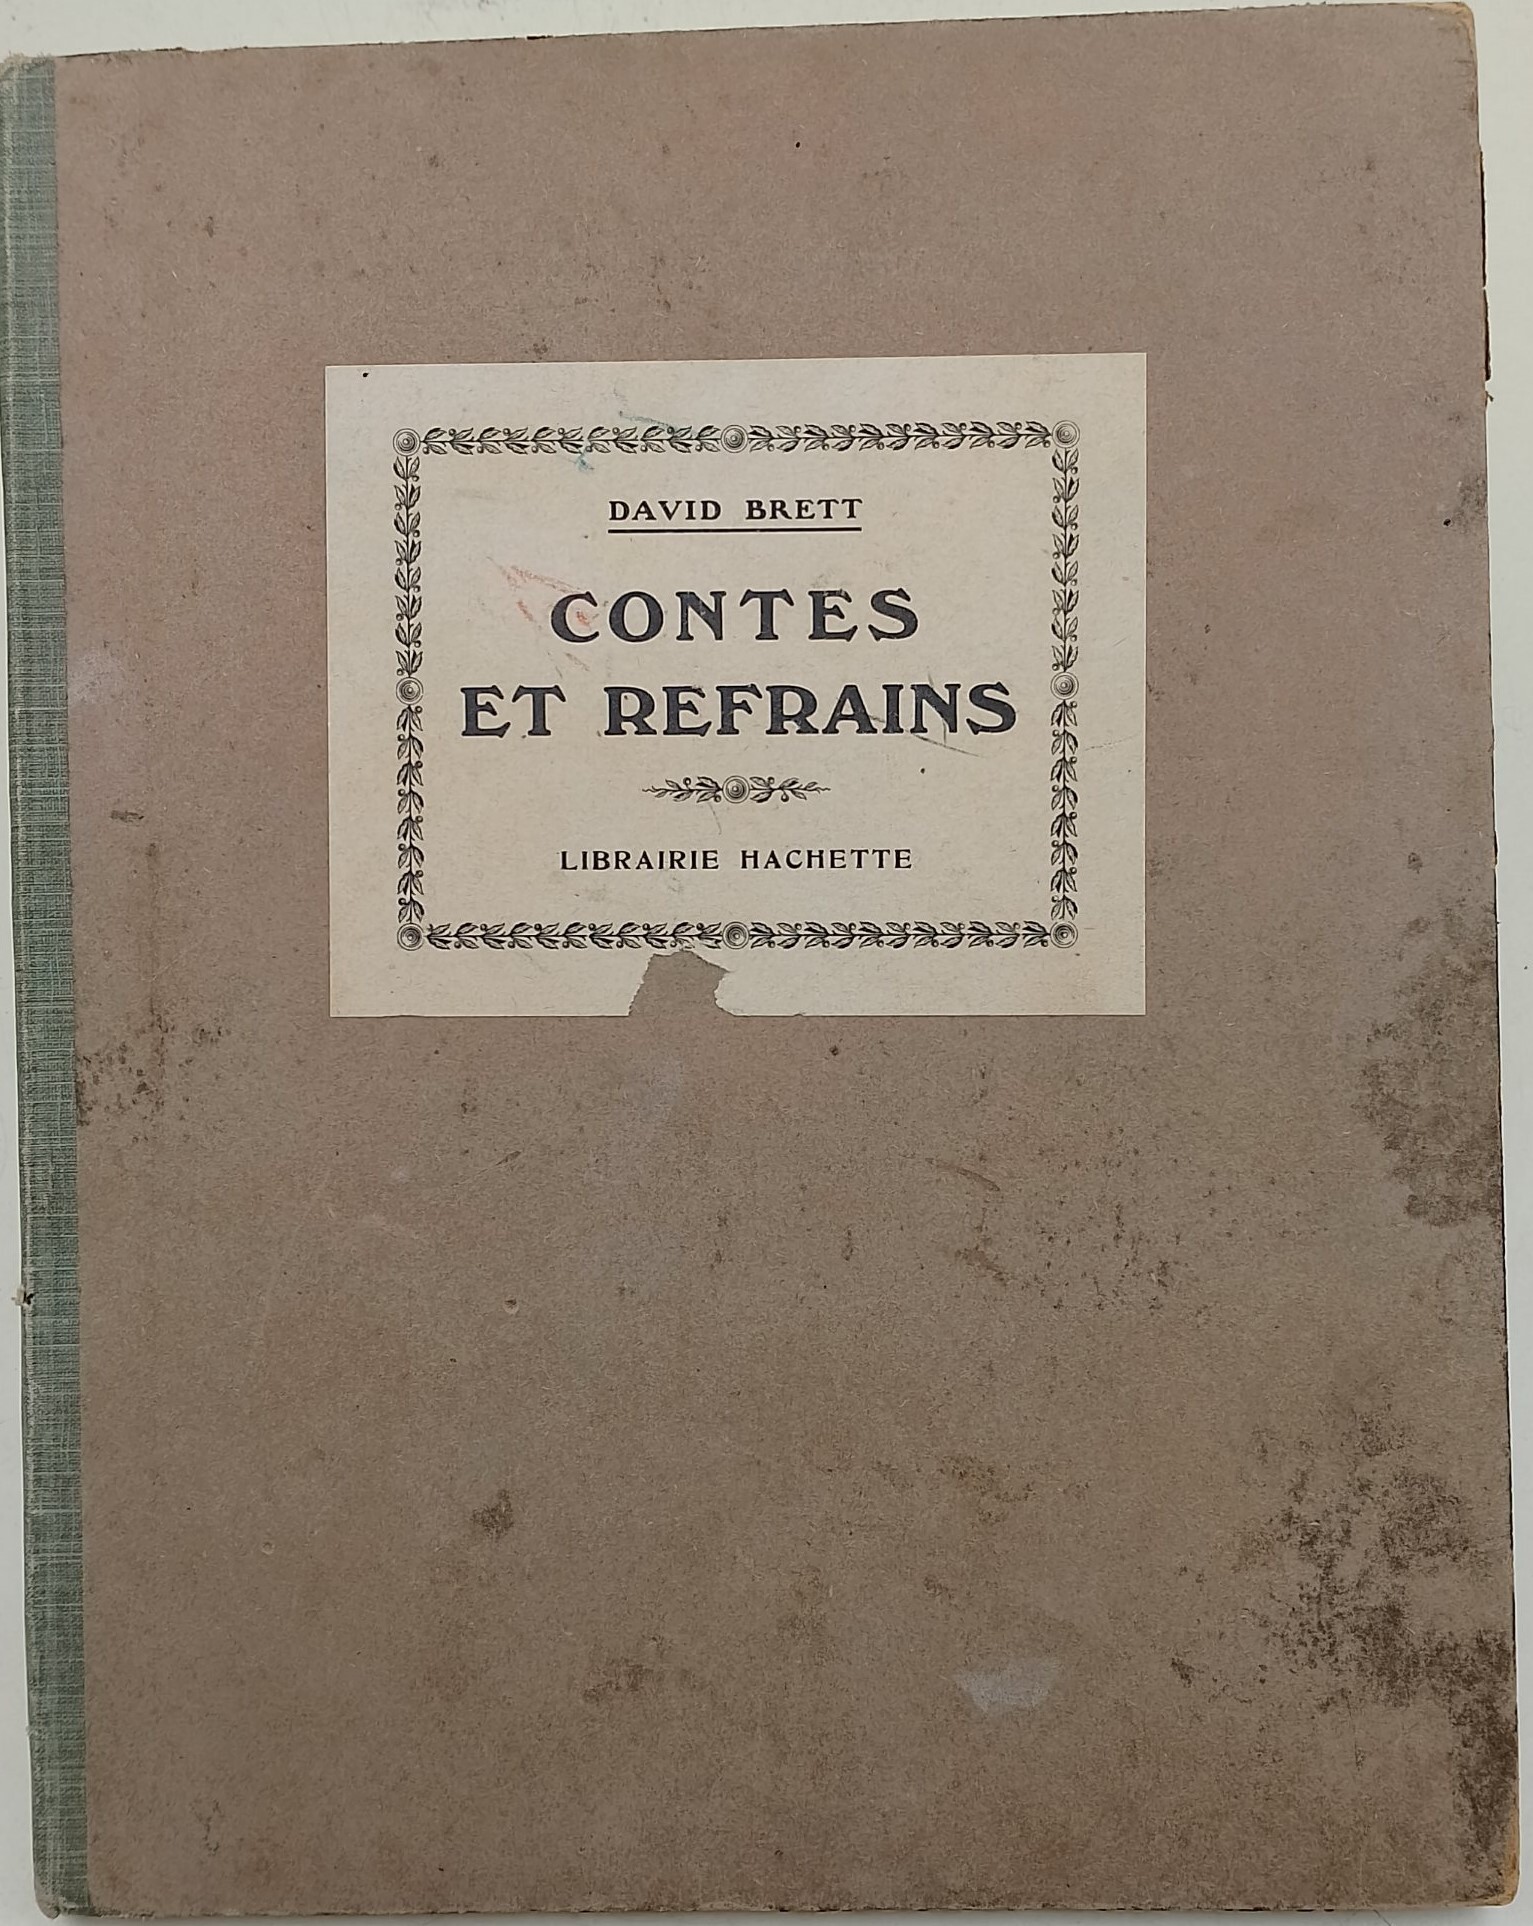 DAVID BRETT
CONTES
ET REFRAINS
LIBRAIRIE HACHETTE